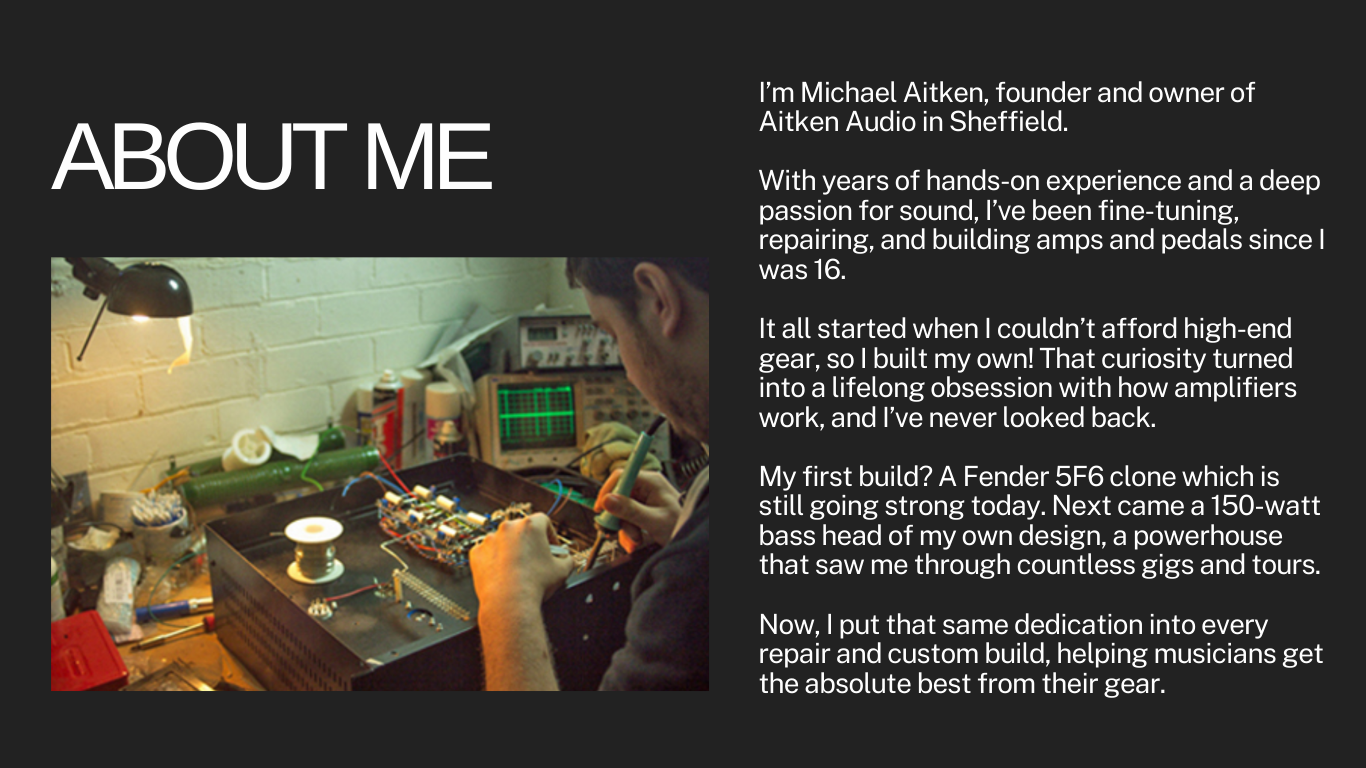 ABOUT ME
I’m Michael Aitken, founder and owner of
Aitken Audio in Sheffield.
With years of hands-on experience and a deep
passion for sound, I’ve been fine-tuning,
repairing, and building amps and pedals since I
was 16.
It all started when I couldn’t afford high-end
gear, so I built my own! That curiosity turned
into a lifelong obsession with how amplifiers
work, and I’ve never looked back.
My first build? A Fender 5F6 clone which is
still going strong today. Next came a 150-watt
bass head of my own design, a powerhouse
that saw me through countless gigs and tours.
Now, I put that same dedication into every
repair and custom build, helping musicians get
the absolute best from their gear.